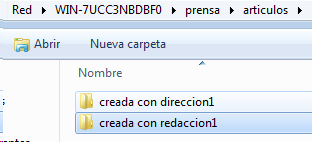 Red ▸ WIN-7UCC3NBDBF0 ▸ prensa ▸ articulos ▸
Abrir Nueva carpeta
Nombre
creada con direccion1
creada con redaccion1